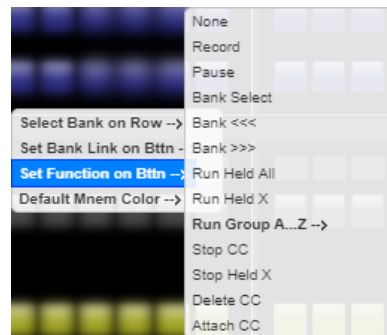 None
Record
Pause
Bank Select
Select Bank on Row -->
Bank <<<
Set Bank Link on Bttn -
Bank >>>
Set Function on Bttn -->
Run Held All
Default Mnem Color -->
Run Held X
Run Group A...Z -->
Stop CC
Stop Held X
Delete CC
Attach CC